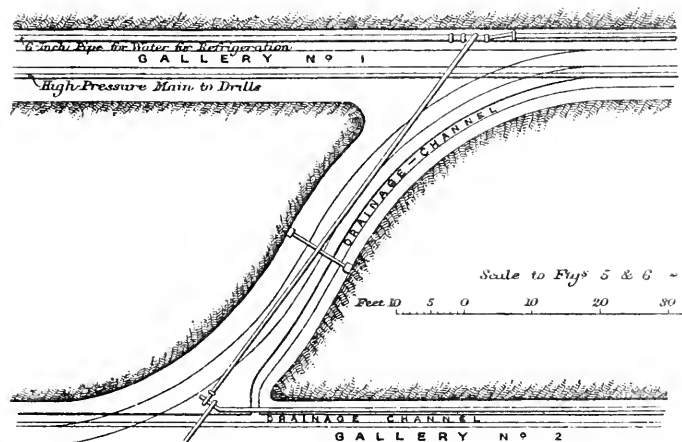 6-inch Pipe for Water for Refrigeration
GALLERY No 1
High-Pressure Main to Drills
DRAINAGE-CHANNEL
Scale to Figs 5 & 6 ~
Feet 10 5 0 10 20 30
DRAINAGE CHANNEL
GALLERY No 2